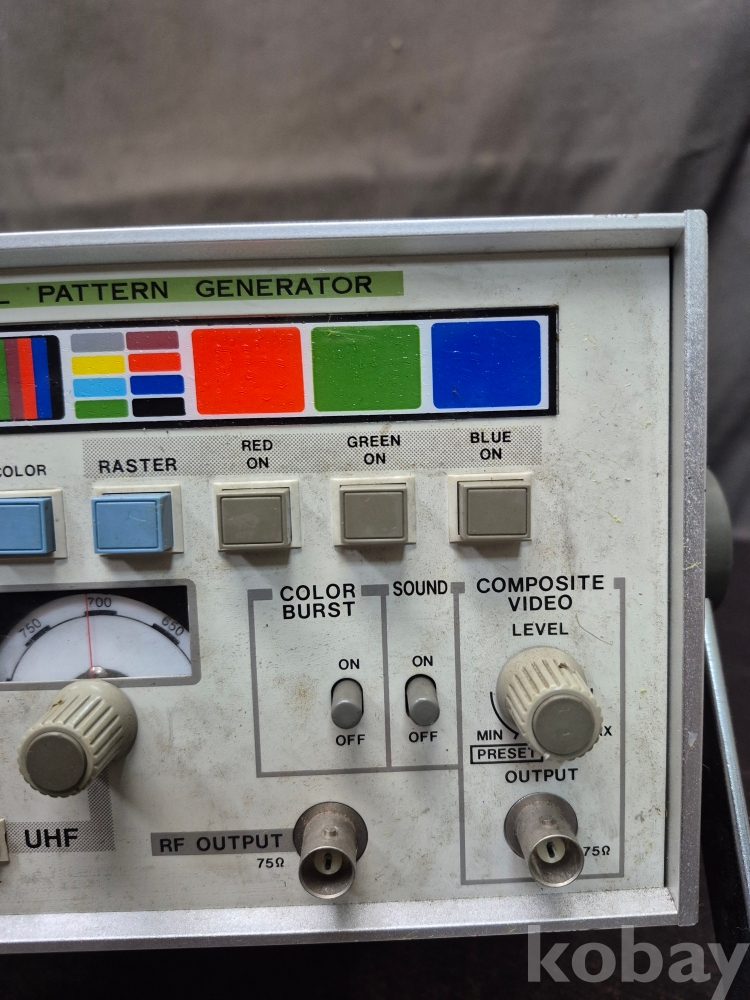 L PATTERN GENERATOR
COLOR
RASTER
RED
ON
GREEN
ON
BLUE
ON
750
700
650
COLOR
BURST
SOUND
COMPOSITE
VIDEO
LEVEL
ON
OFF
ON
OFF
MIN
AX
PRESET
OUTPUT
UHF
RF OUTPUT
75Ω
75Ω
kobay